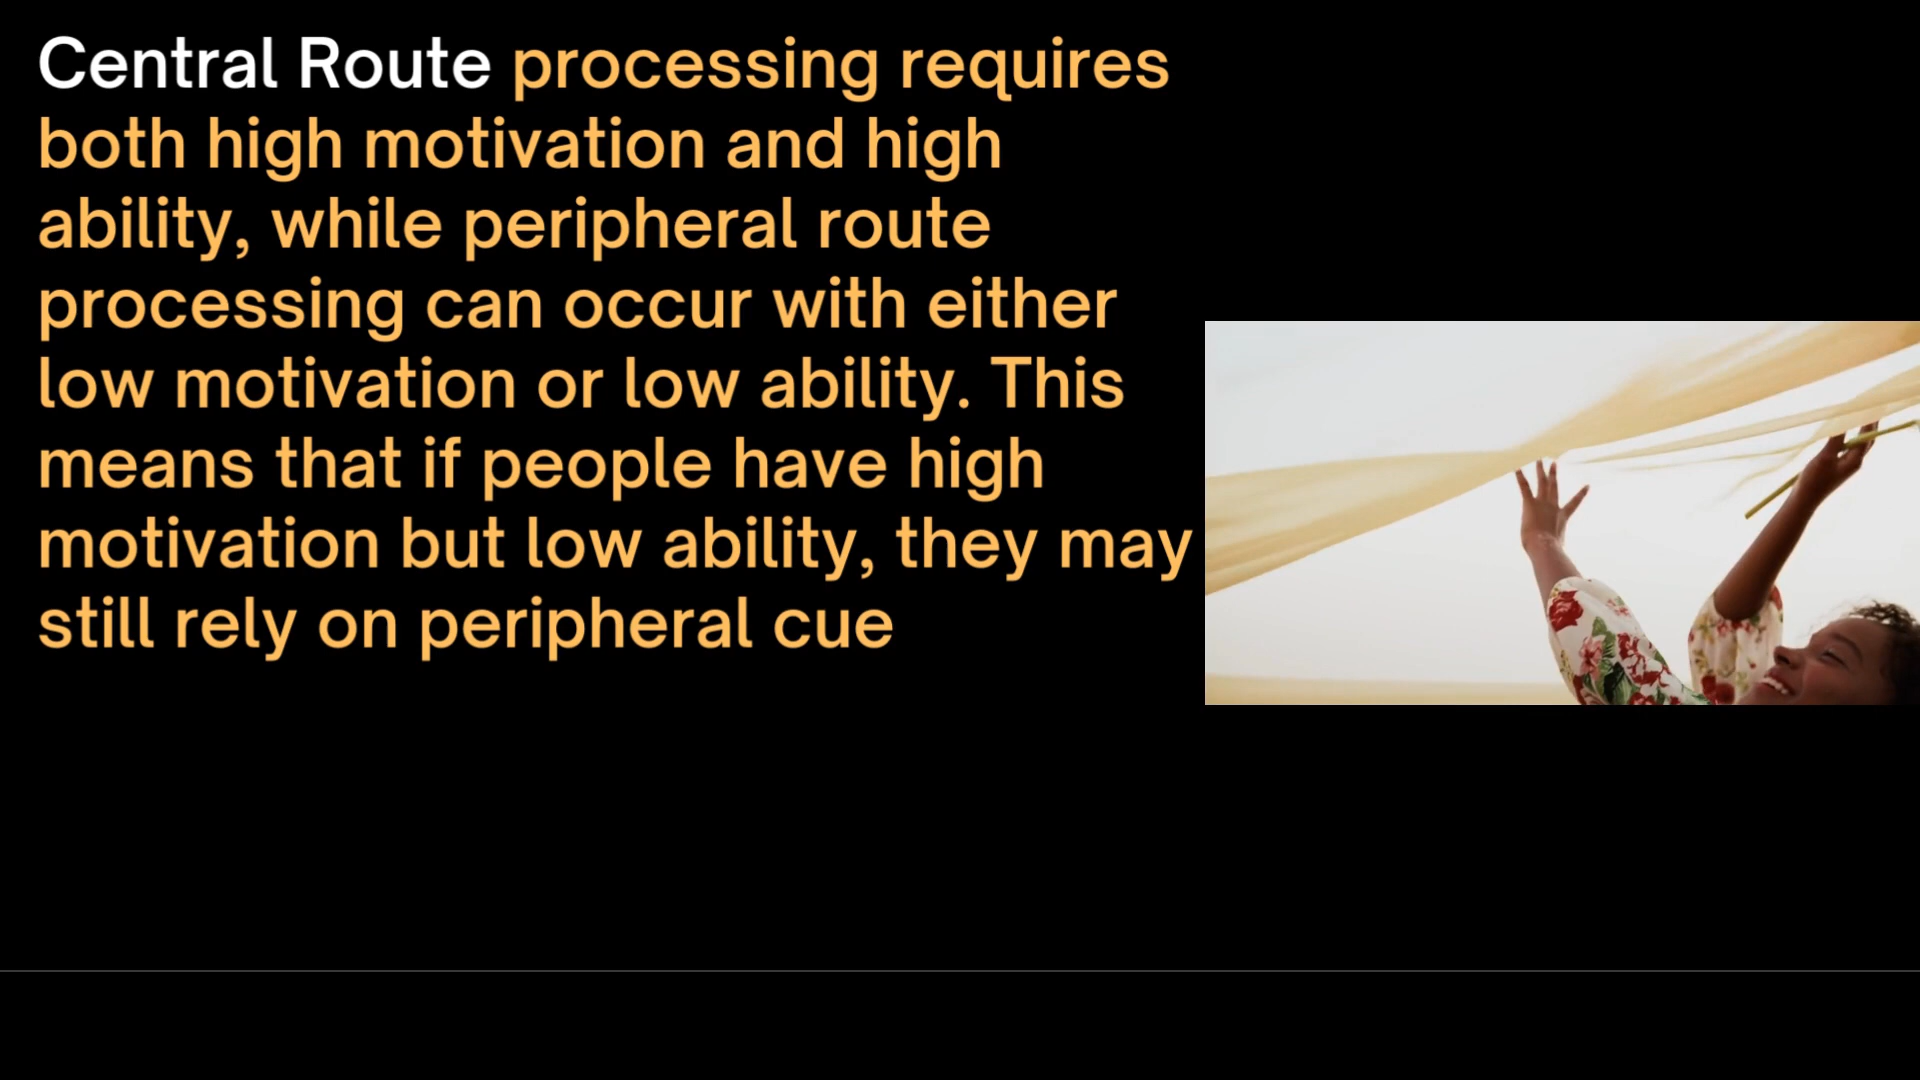 Central Route processing requires
both high motivation and high
ability, while peripheral route
processing can occur with either
low motivation or low ability. This
means that if people have high
motivation but low ability, they may
still rely on peripheral cue